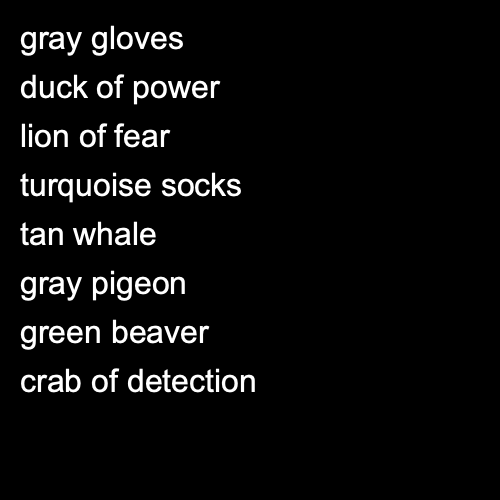 gray gloves
duck of power
lion of fear
turquoise socks
tan whale
gray pigeon
green beaver
crab of detection